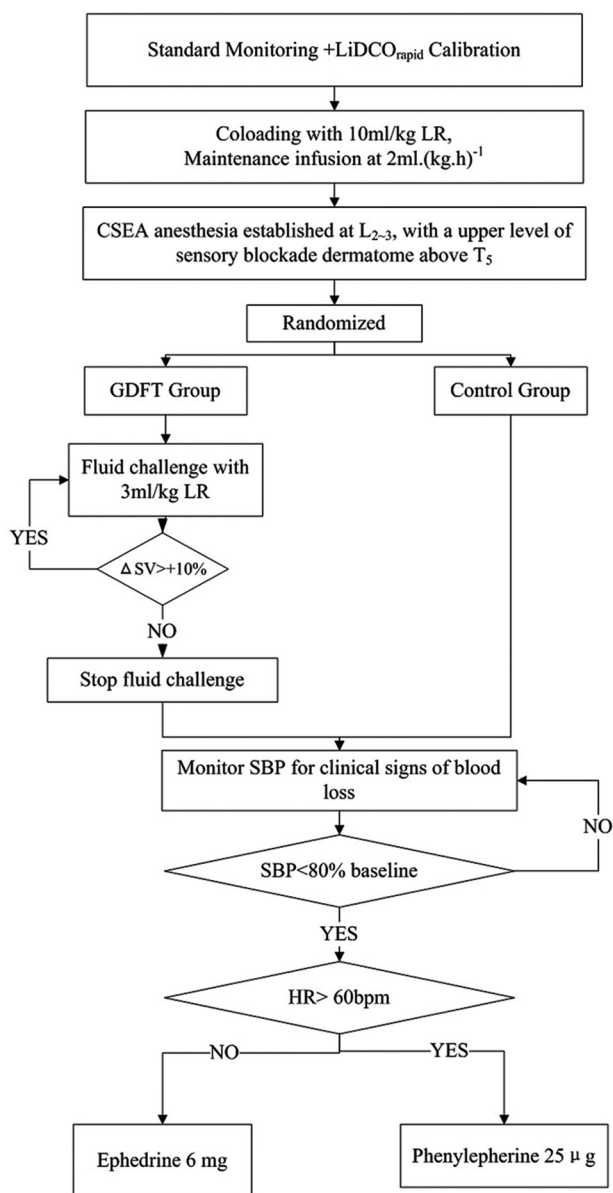 Standard Monitoring +LiDCOrapid Calibration
Coloading with 10ml/kg LR,
Maintenance infusion at 2ml.(kg.h)-1
CSEA anesthesia established at L2~3, with a upper level of
sensory blockade dermatome above T5
Randomized
GDFT Group
Control Group
Fluid challenge with
3ml/kg LR
YES
Δ SV>+10%
NO
Stop fluid challenge
Monitor SBP for clinical signs of blood
loss
NO
SBP<80% baseline
YES
HR> 60bpm
NO
YES
Ephedrine 6 mg
Phenylepherine 25 μ g